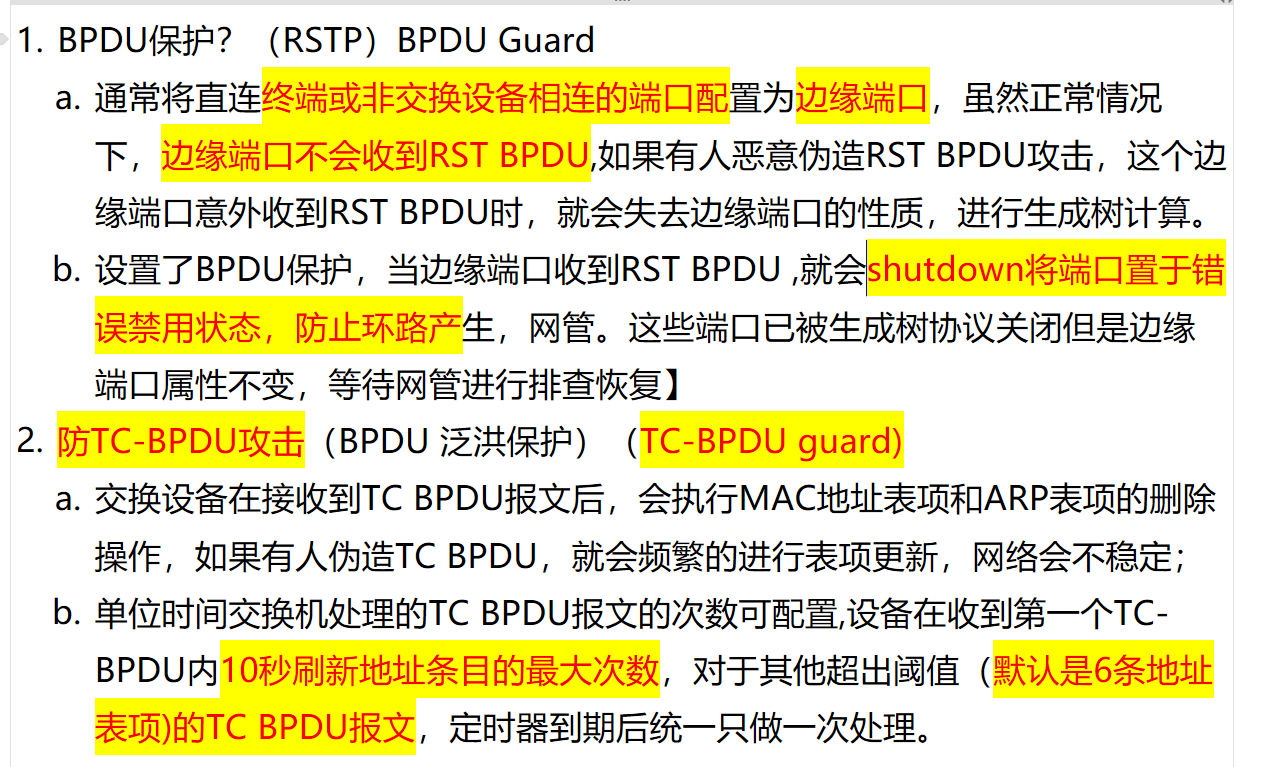 1. BPDU保护？（RSTP）BPDU Guard
a. 通常将直连终端或非交换设备相连的端口配置为边缘端口，虽然正常情况
下，边缘端口不会收到RST BPDU,如果有人恶意伪造RST BPDU攻击，这个边
缘端口意外收到RST BPDU时，就会失去边缘端口的性质，进行生成树计算。
b. 设置了BPDU保护，当边缘端口收到RST BPDU ,就会shutdown将端口置于错
误禁用状态，防止环路产生，网管。这些端口已被生成树协议关闭但是边缘
端口属性不变，等待网管进行排查恢复】
2. 防TC-BPDU攻击（BPDU 泛洪保护）（TC-BPDU guard)
a. 交换设备在接收到TC BPDU报文后，会执行MAC地址表项和ARP表项的删除
操作，如果有人伪造TC BPDU，就会频繁的进行表项更新，网络会不稳定；
b. 单位时间交换机处理的TC BPDU报文的次数可配置,设备在收到第一个TC-
BPDU内10秒刷新地址条目的最大次数，对于其他超出阈值（默认是6条地址
表项)的TC BPDU报文，定时器到期后统一只做一次处理。